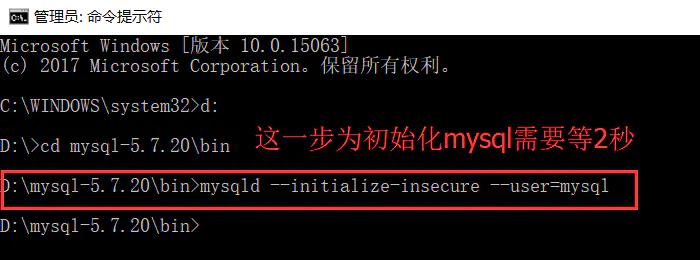 管理员: 命令提示符
Microsoft Windows [版本 10.0.15063]
(c) 2017 Microsoft Corporation。保留所有权利。
C:\WINDOWS\system32>d:
D:\>cd mysql-5.7.20\bin
这一步为初始化mysql需要等2秒
D:\mysql-5.7.20\bin>mysqld --initialize-insecure --user=mysql
D:\mysql-5.7.20\bin>